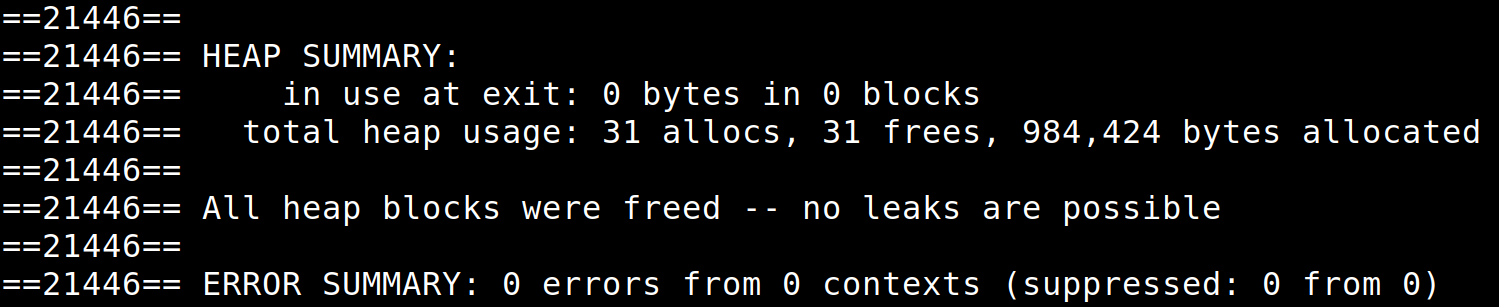 ==21446==
==21446== HEAP SUMMARY:
==21446==     in use at exit: 0 bytes in 0 blocks
==21446==   total heap usage: 31 allocs, 31 frees, 984,424 bytes allocated
==21446==
==21446== All heap blocks were freed -- no leaks are possible
==21446==
==21446== ERROR SUMMARY: 0 errors from 0 contexts (suppressed: 0 from 0)